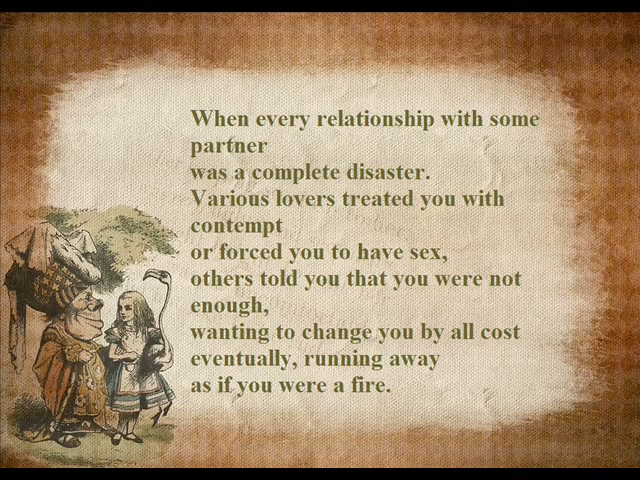 When every relationship with some
partner
was a complete disaster.
Various lovers treated you with
contempt
or forced you to have sex,
others told you that you were not
enough,
wanting to change you by all cost
eventually, running away
as if you were a fire.